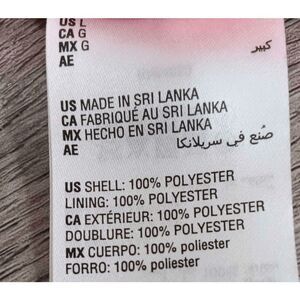 US L
CA G
MX G
AE كبير
US MADE IN SRI LANKA
CA FABRIQUÉ AU SRI LANKA
MX HECHO EN SRI LANKA
AE صُنع في سريلانكا
US SHELL: 100% POLYESTER
LINING: 100% POLYESTER
CA EXTÉRIEUR: 100% POLYESTER
DOUBLURE: 100% POLYESTER
MX CUERPO: 100% poliester
FORRO: 100% poliester